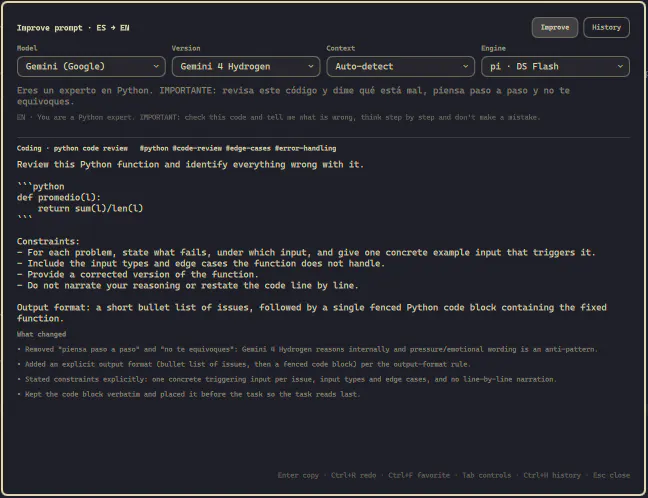 Improve prompt · ES → EN
Improve
History
Model
Version
Context
Engine
Gemini (Google)
Gemini 4 Hydrogen
Auto-detect
pi · DS Flash
Eres un experto en Python. IMPORTANTE: revisa este código y dime qué está mal, piensa paso a paso y no te
equivoques.
EN · You are a Python expert. IMPORTANT: check this code and tell me what is wrong, think step by step and don't make a mistake.
Coding · python code review #python #code-review #edge-cases #error-handling
Review this Python function and identify everything wrong with it.
```python
def promedio(l):
    return sum(l)/len(l)
```
Constraints:
- For each problem, state what fails, under which input, and give one concrete example input that triggers it.
- Include the input types and edge cases the function does not handle.
- Provide a corrected version of the function.
- Do not narrate your reasoning or restate the code line by line.
Output format: a short bullet list of issues, followed by a single fenced Python code block containing the fixed
function.
What changed
• Removed "piensa paso a paso" and "no te equivoques": Gemini 4 Hydrogen reasons internally and pressure/emotional wording is an anti-pattern.
• Added an explicit output format (bullet list of issues, then a fenced code block) per the output-format rule.
• Stated constraints explicitly: one concrete triggering input per issue, input types and edge cases, and no line-by-line narration.
• Kept the code block verbatim and placed it before the task so the task reads last.
Enter copy · Ctrl+R redo · Ctrl+F favorite · Tab controls · Ctrl+H history · Esc close